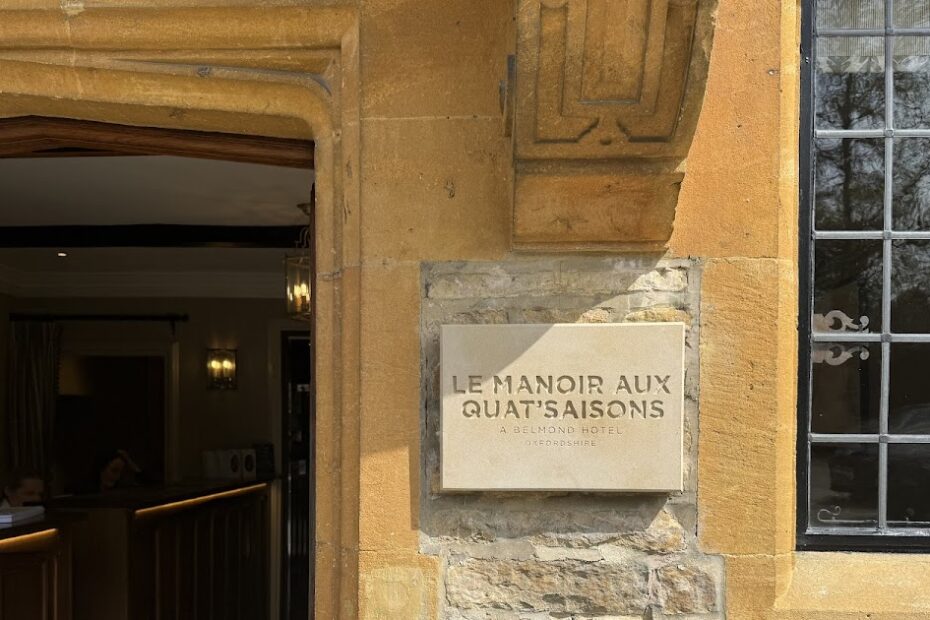 LE MANOIR AUX
QUAT'SAISONS
A BELMOND HOTEL
OXFORDSHIRE